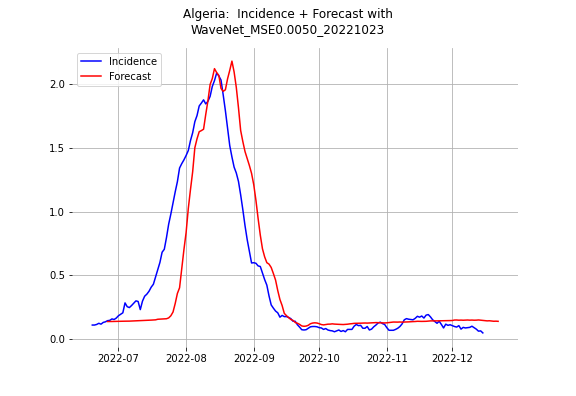 Algeria:  Incidence + Forecast with
WaveNet_MSE0.0050_20221023
Incidence
Forecast
2.0
1.5
1.0
0.5
0.0
2022-07 2022-08 2022-09 2022-10 2022-11 2022-12